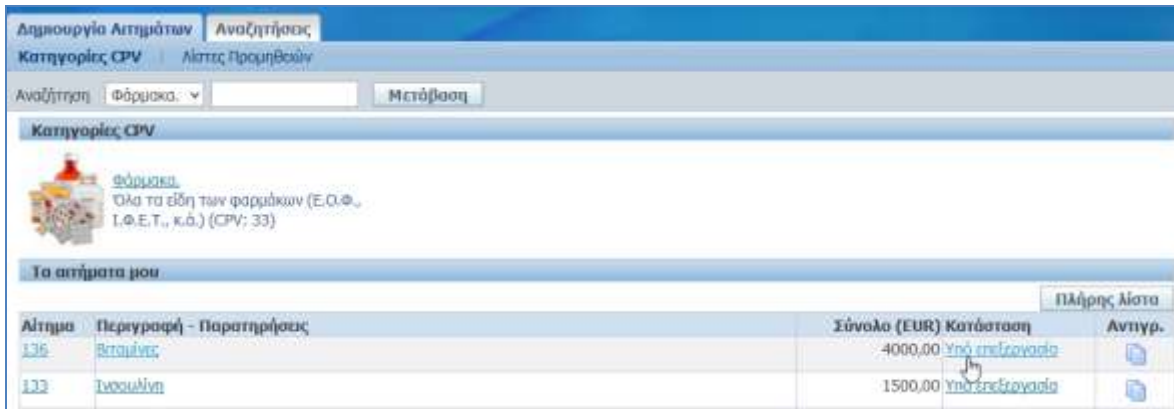 Δημιουργία Αιτημάτων Αναζητήσεις
Κατηγορίες CPV Λίστες Προμηθειών
Αναζήτηση Φάρμακα. Μετάβαση
Κατηγορίες CPV
Φάρμακα.
Όλα τα είδη των φαρμάκων (Ε.Ο.Φ.,
Ι.Φ.Ε.Τ., κ.ά.) (CPV: 33)
Τα αιτήματα μου
Πλήρης λίστα
Αίτημα Περιγραφή - Παρατηρήσεις Σύνολο (EUR) Κατάσταση Αντιγρ.
136 Βιταμίνες 4000,00 Υπό επεξεργασία
133 Ινσουλίνη 1500,00 Υπό επεξεργασία